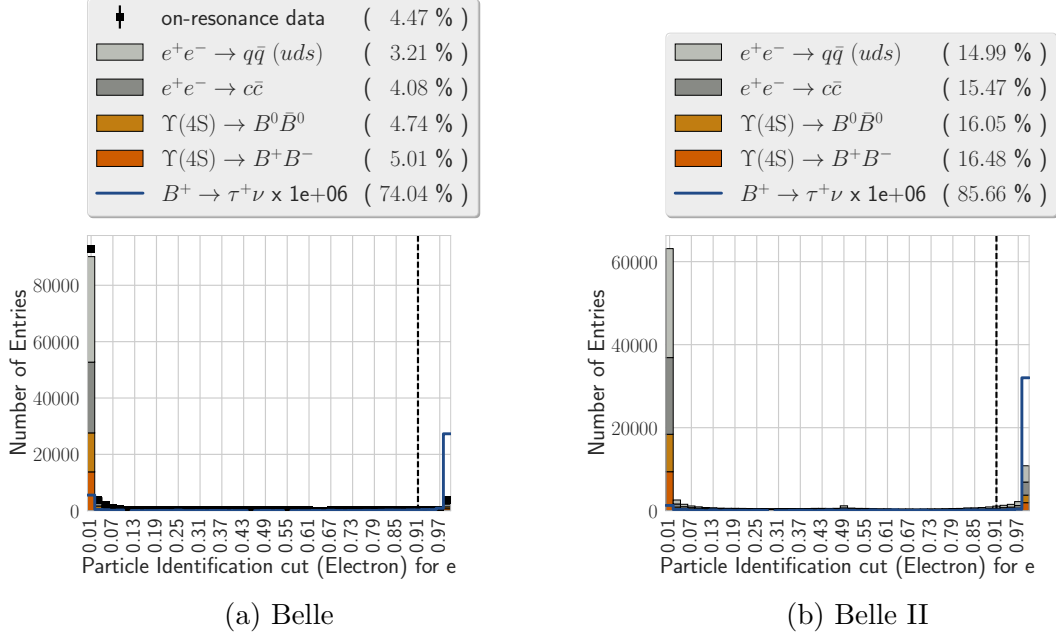 on-resonance data ( 4.47 % )
e⁺e⁻ → qq̄ (uds) ( 3.21 % )
e⁺e⁻ → cc̄ ( 4.08 % )
Υ(4S) → B⁰B̄⁰ ( 4.74 % )
Υ(4S) → B⁺B⁻ ( 5.01 % )
B⁺ → τ⁺ν x 1e+06 ( 74.04 % )
Number of Entries
80000
60000
40000
20000
0
0.01 0.07 0.13 0.19 0.25 0.31 0.37 0.43 0.49 0.55 0.61 0.67 0.73 0.79 0.85 0.91 0.97
Particle Identification cut (Electron) for e
(a) Belle
e⁺e⁻ → qq̄ (uds) ( 14.99 % )
e⁺e⁻ → cc̄ ( 15.47 % )
Υ(4S) → B⁰B̄⁰ ( 16.05 % )
Υ(4S) → B⁺B⁻ ( 16.48 % )
B⁺ → τ⁺ν x 1e+06 ( 85.66 % )
Number of Entries
60000
40000
20000
0
0.01 0.07 0.13 0.19 0.25 0.31 0.37 0.43 0.49 0.55 0.61 0.67 0.73 0.79 0.85 0.91 0.97
Particle Identification cut (Electron) for e
(b) Belle II